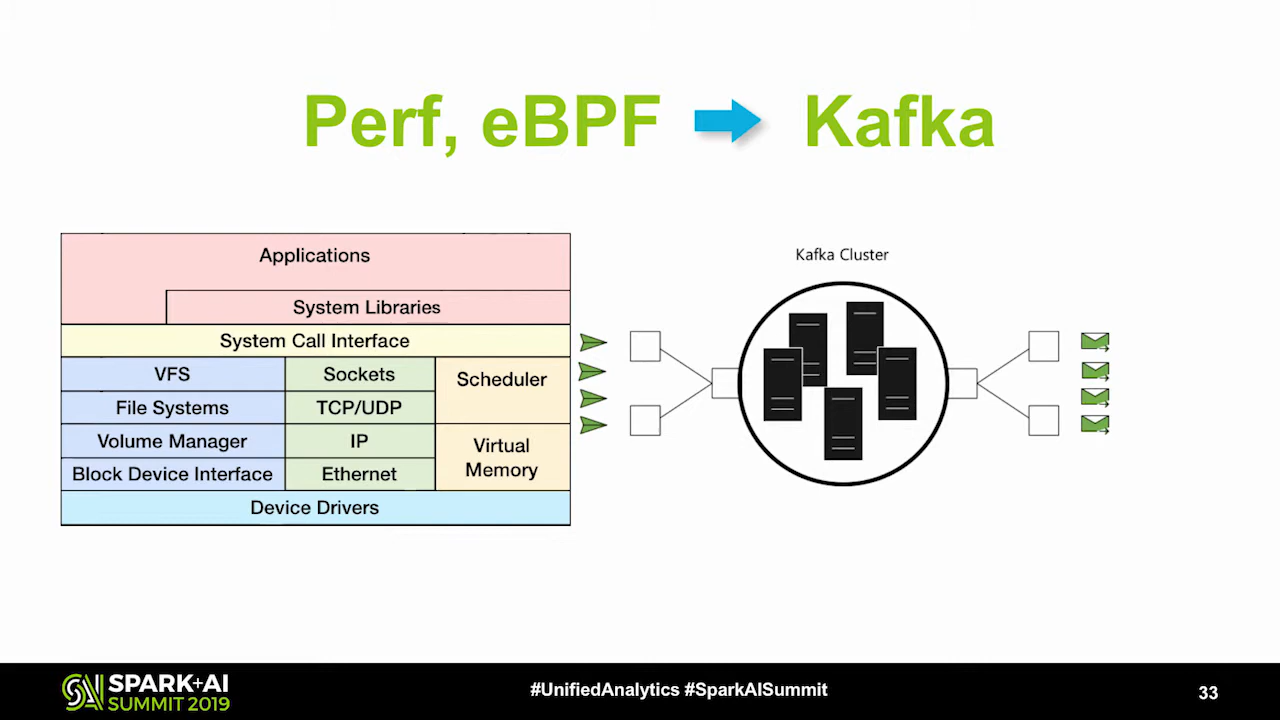 Perf, eBPF Kafka
Applications
System Libraries
System Call Interface
VFS
Sockets
Scheduler
File Systems
TCP/UDP
Volume Manager
IP
Virtual
Memory
Block Device Interface
Ethernet
Device Drivers
Kafka Cluster
SPARK+AI
SUMMIT 2019
#UnifiedAnalytics #SparkAISummit
33